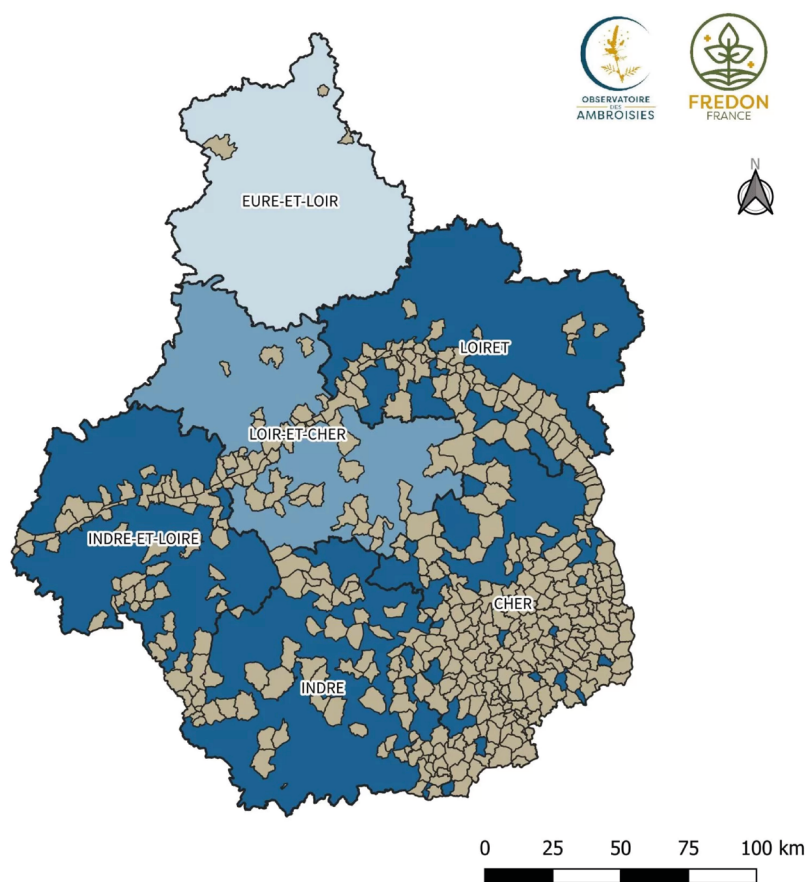 OBSERVATOIRE
DES
AMBROISIES
FREDON
FRANCE
N
EURE-ET-LOIR
LOIRET
LOIR-ET-CHER
INDRE-ET-LOIRE
CHER
INDRE
0 25 50 75 100 km